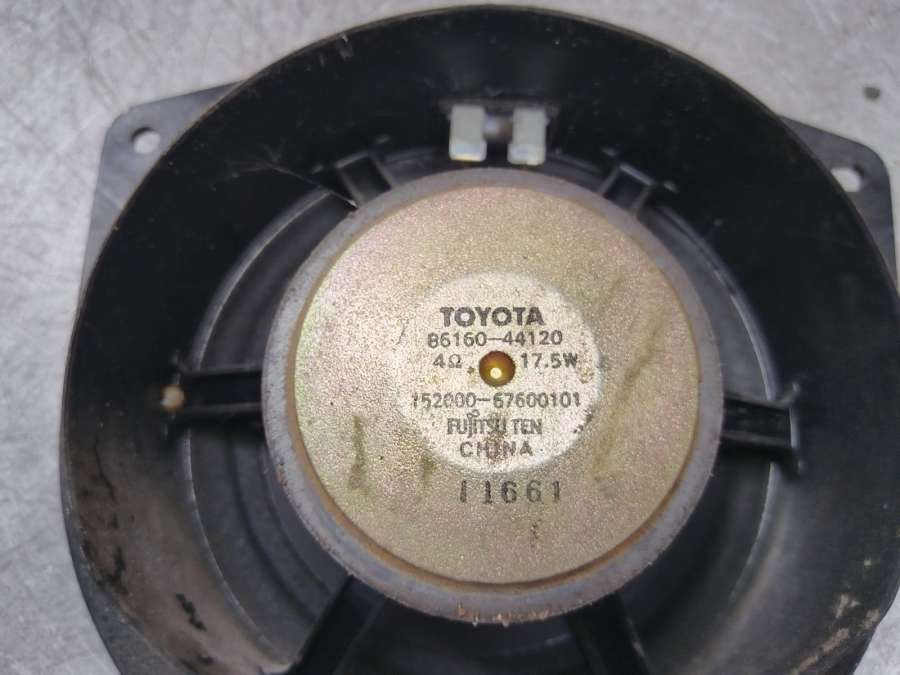 TOYOTA
86160-44120
4Ω 17.5W
152000-67600101
FUJITSU TEN
CHINA
11661